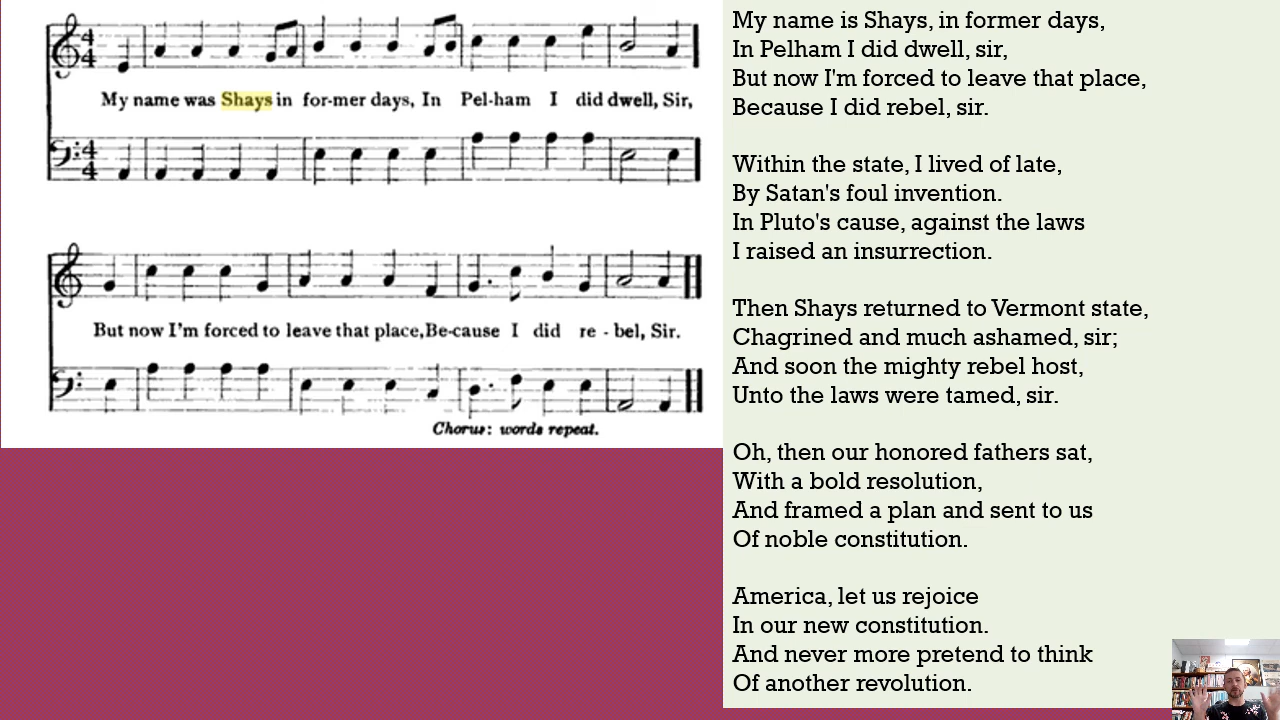 My name was Shays in for-mer days, In Pel-ham I did dwell, Sir,
But now I'm forced to leave that place, Be-cause I did re - bel, Sir.
Chorus: words repeat.
My name is Shays, in former days,
In Pelham I did dwell, sir,
But now I'm forced to leave that place,
Because I did rebel, sir.
Within the state, I lived of late,
By Satan's foul invention.
In Pluto's cause, against the laws
I raised an insurrection.
Then Shays returned to Vermont state,
Chagrined and much ashamed, sir;
And soon the mighty rebel host,
Unto the laws were tamed, sir.
Oh, then our honored fathers sat,
With a bold resolution,
And framed a plan and sent to us
Of noble constitution.
America, let us rejoice
In our new constitution.
And never more pretend to think
Of another revolution.